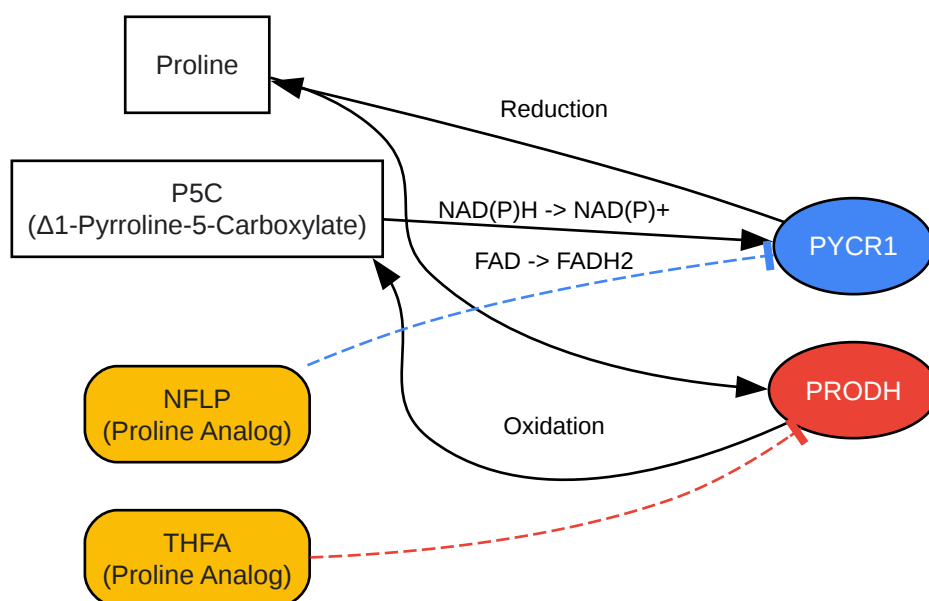 Proline
Reduction
P5C
(Δ1-Pyrroline-5-Carboxylate)
NAD(P)H -> NAD(P)+
PYCR1
FAD -> FADH2
NFLP
(Proline Analog)
PRODH
Oxidation
THFA
(Proline Analog)